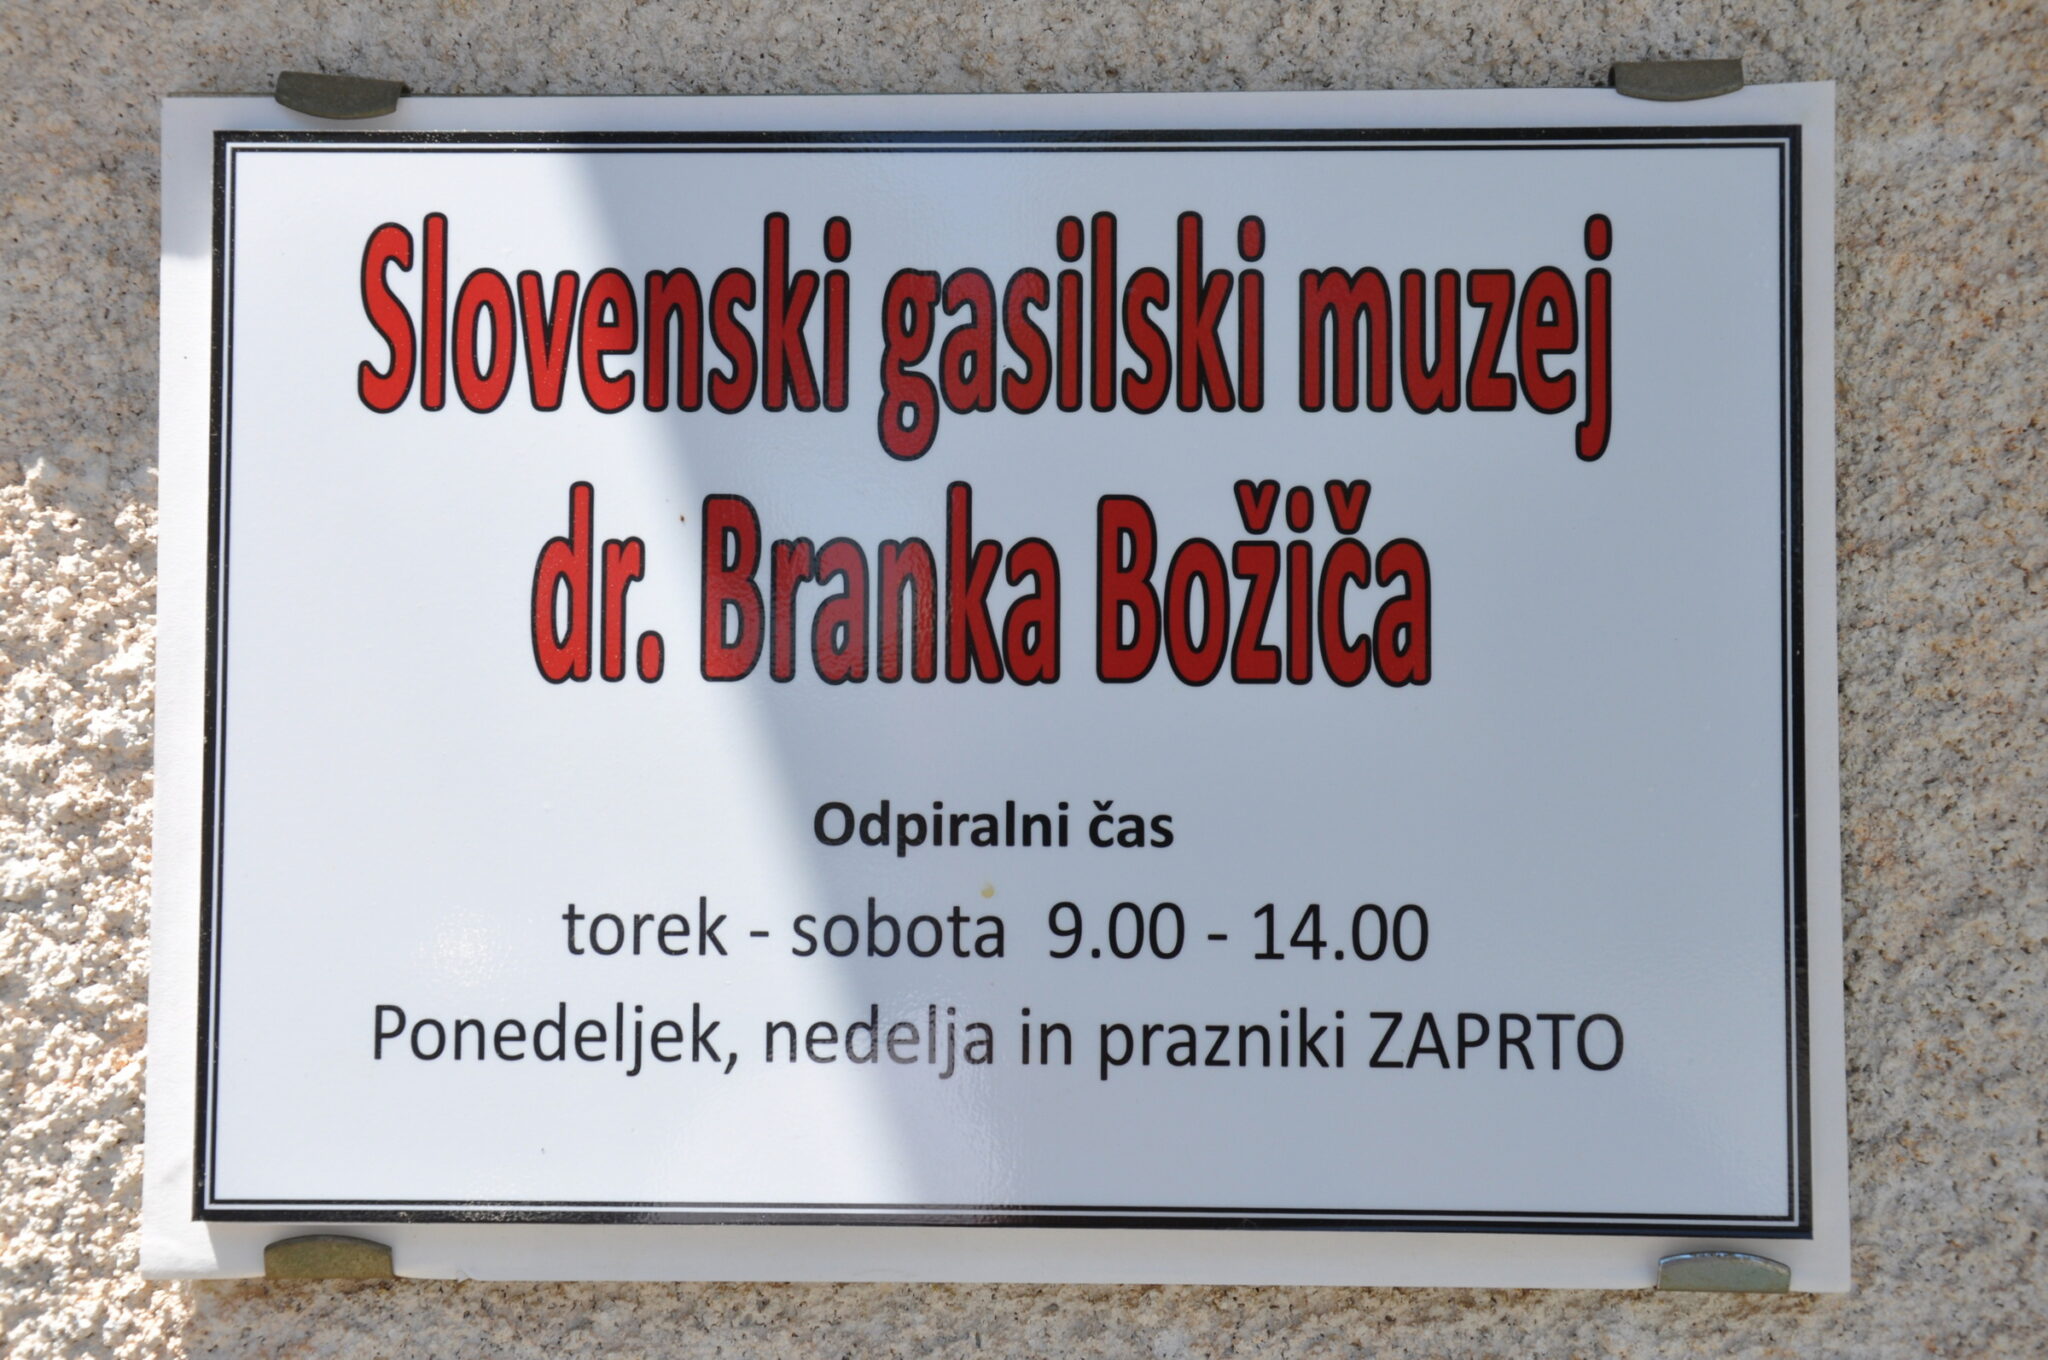 Slovenski gasilski muzej
dr. Branka Božiča
Odpiralni čas
torek - sobota 9.00 - 14.00
Ponedeljek, nedelja in prazniki ZAPRTO